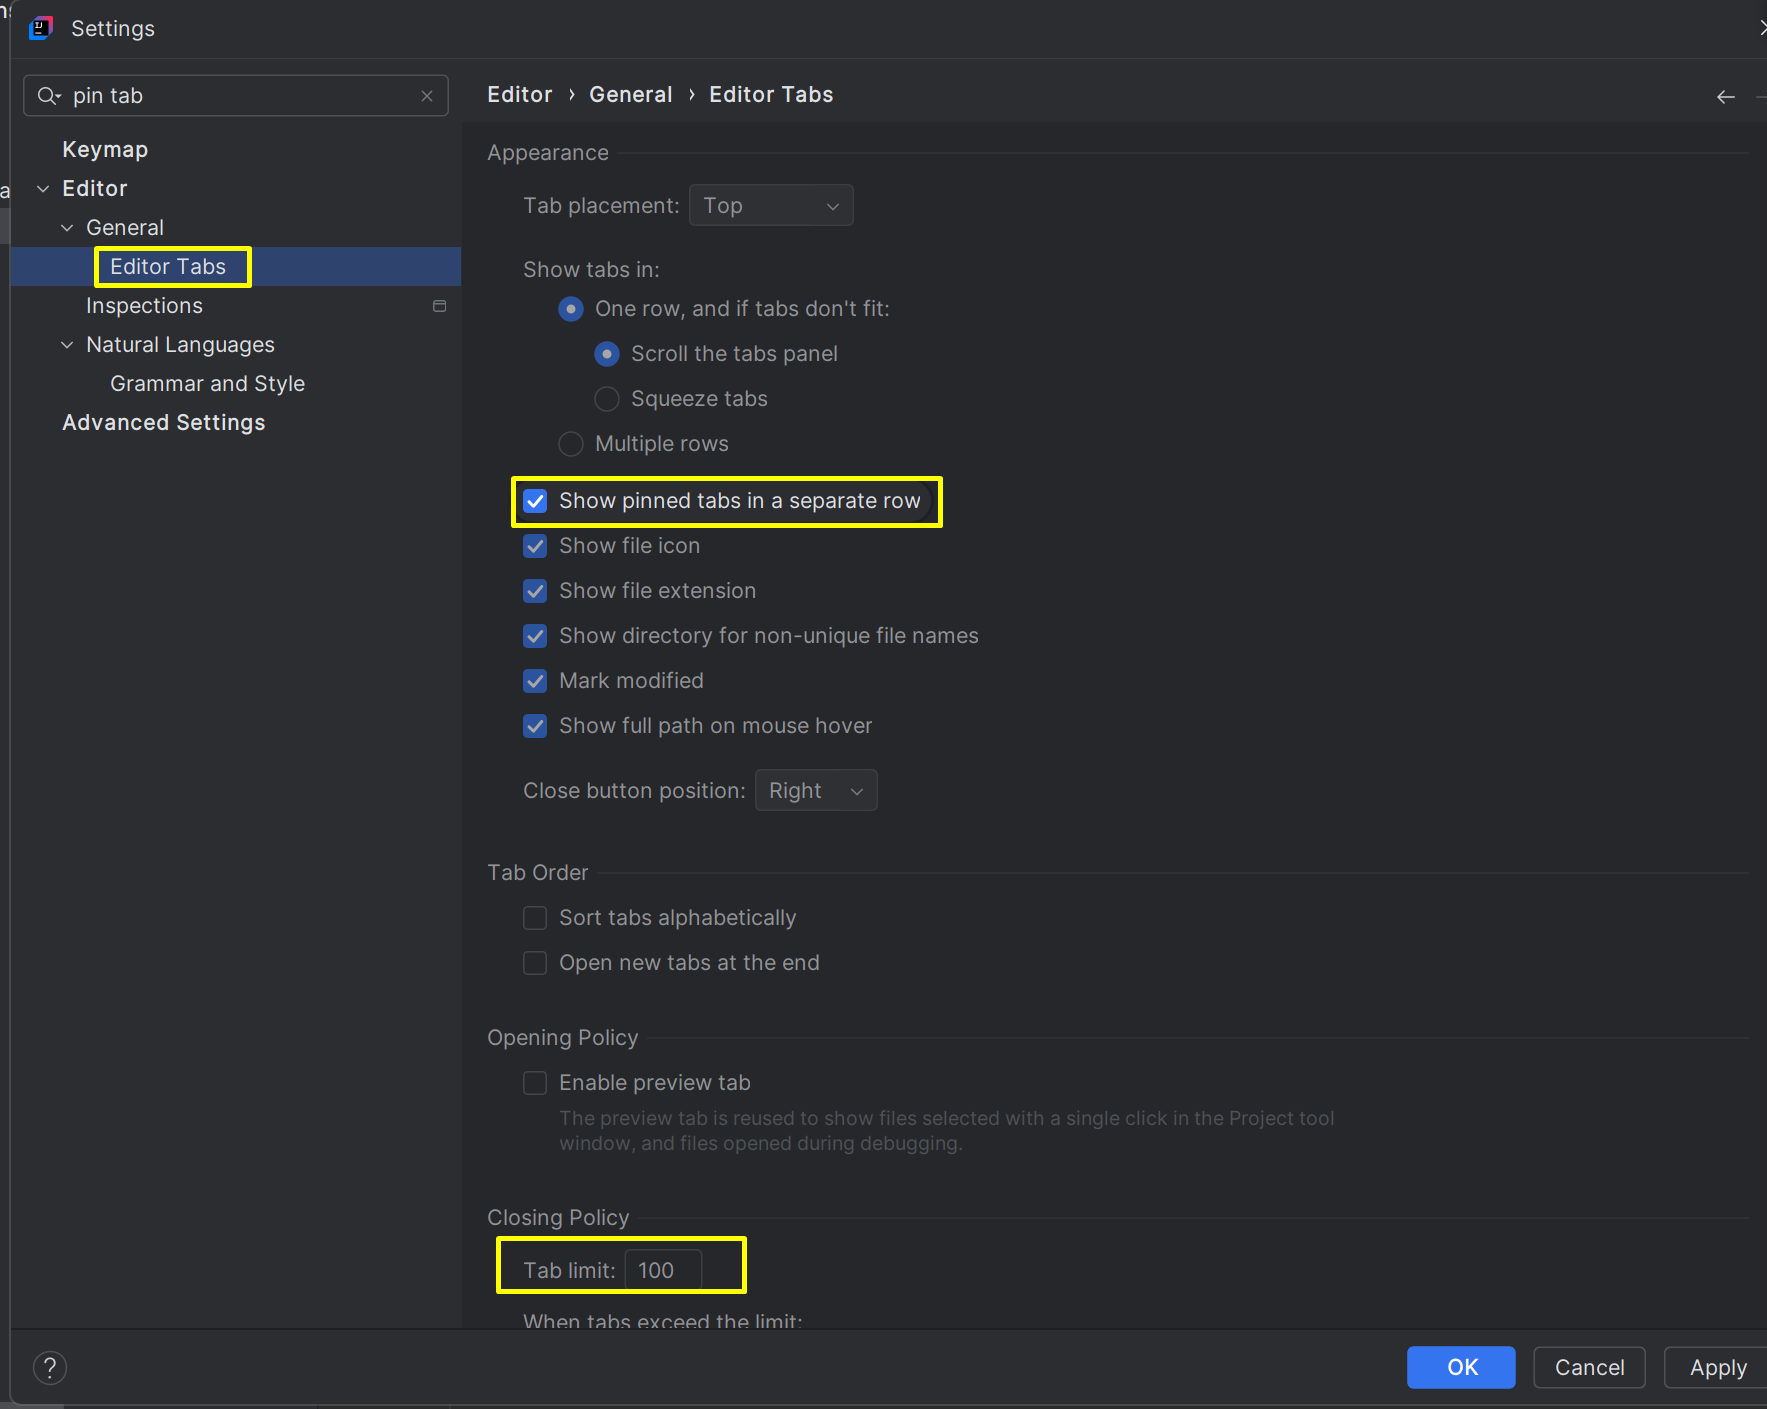 Settings
pin tab
Keymap
Editor
General
Editor Tabs
Inspections
Natural Languages
Grammar and Style
Advanced Settings
Editor › General › Editor Tabs
Appearance
Tab placement: Top
Show tabs in:
One row, and if tabs don't fit:
Scroll the tabs panel
Squeeze tabs
Multiple rows
Show pinned tabs in a separate row
Show file icon
Show file extension
Show directory for non-unique file names
Mark modified
Show full path on mouse hover
Close button position: Right
Tab Order
Sort tabs alphabetically
Open new tabs at the end
Opening Policy
Enable preview tab
The preview tab is reused to show files selected with a single click in the Project tool
window, and files opened during debugging.
Closing Policy
Tab limit: 100
When tabs exceed the limit:
? OK Cancel Apply